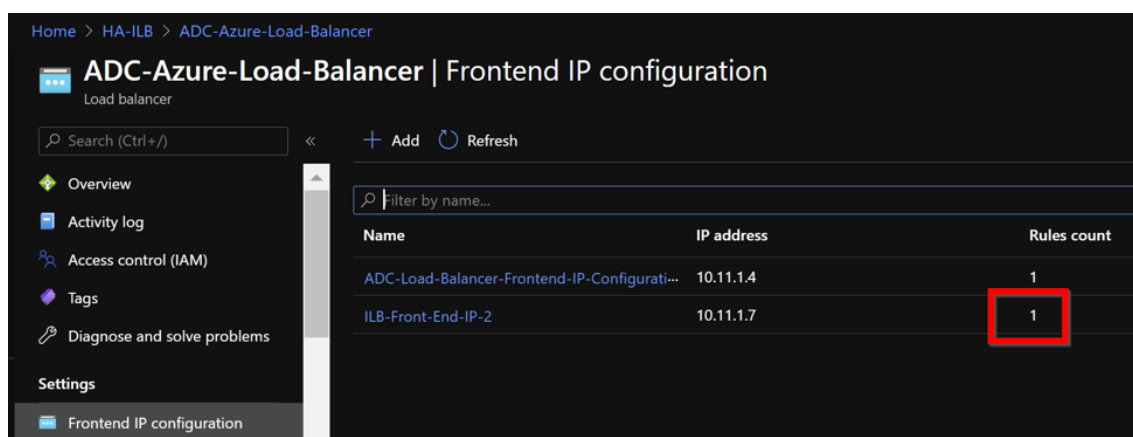 Home > HA-ILB > ADC-Azure-Load-Balancer
ADC-Azure-Load-Balancer | Frontend IP configuration
Load balancer
Search (Ctrl+/) «
+ Add Refresh
Overview
Filter by name...
Activity log
Name IP address Rules count
Access control (IAM)
ADC-Load-Balancer-Frontend-IP-Configurati... 10.11.1.4 1
Tags
ILB-Front-End-IP-2 10.11.1.7 1
Diagnose and solve problems
Settings
Frontend IP configuration